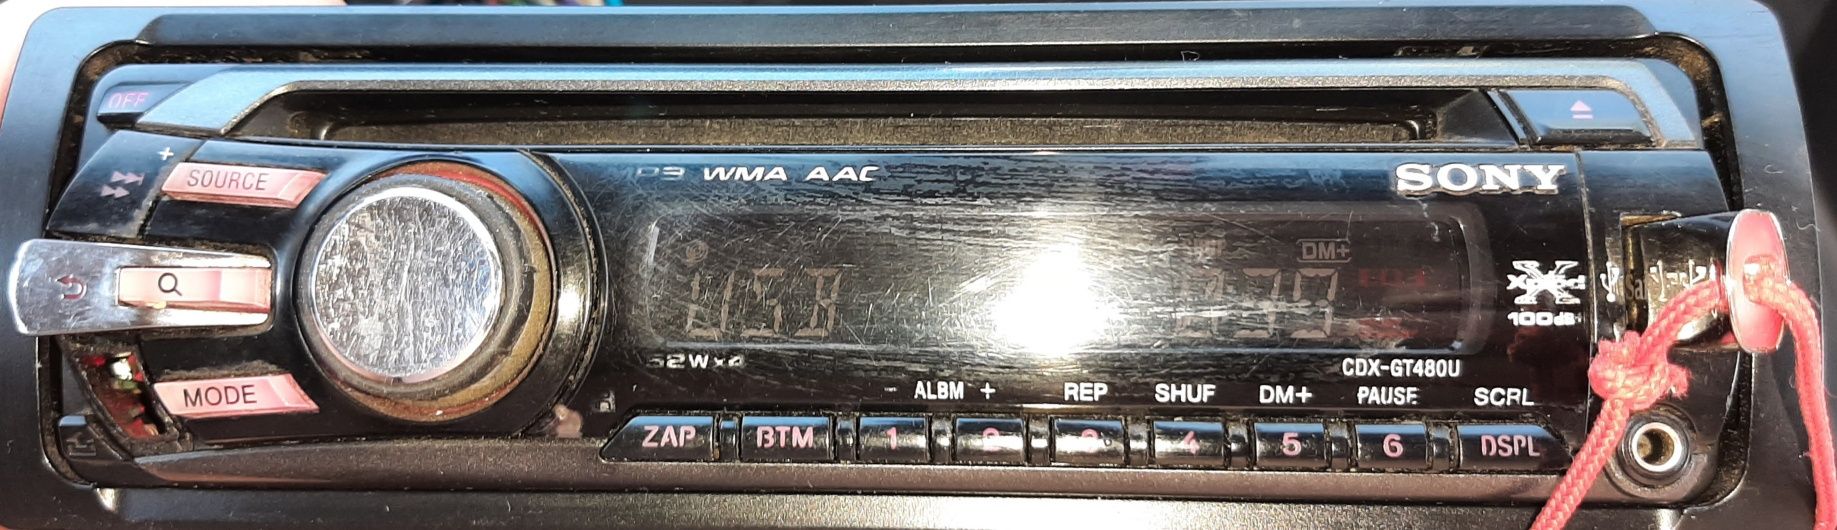 OFF
WMA AAC
SONY
+
SOURCE
DM+
USB
Xplod
100dB
52Wx4
CDX-GT480U
MODE
- ALBM + REP SHUF DM+ PAUSE SCRL
ZAP BTM 1 2 3 4 5 6 DSPL